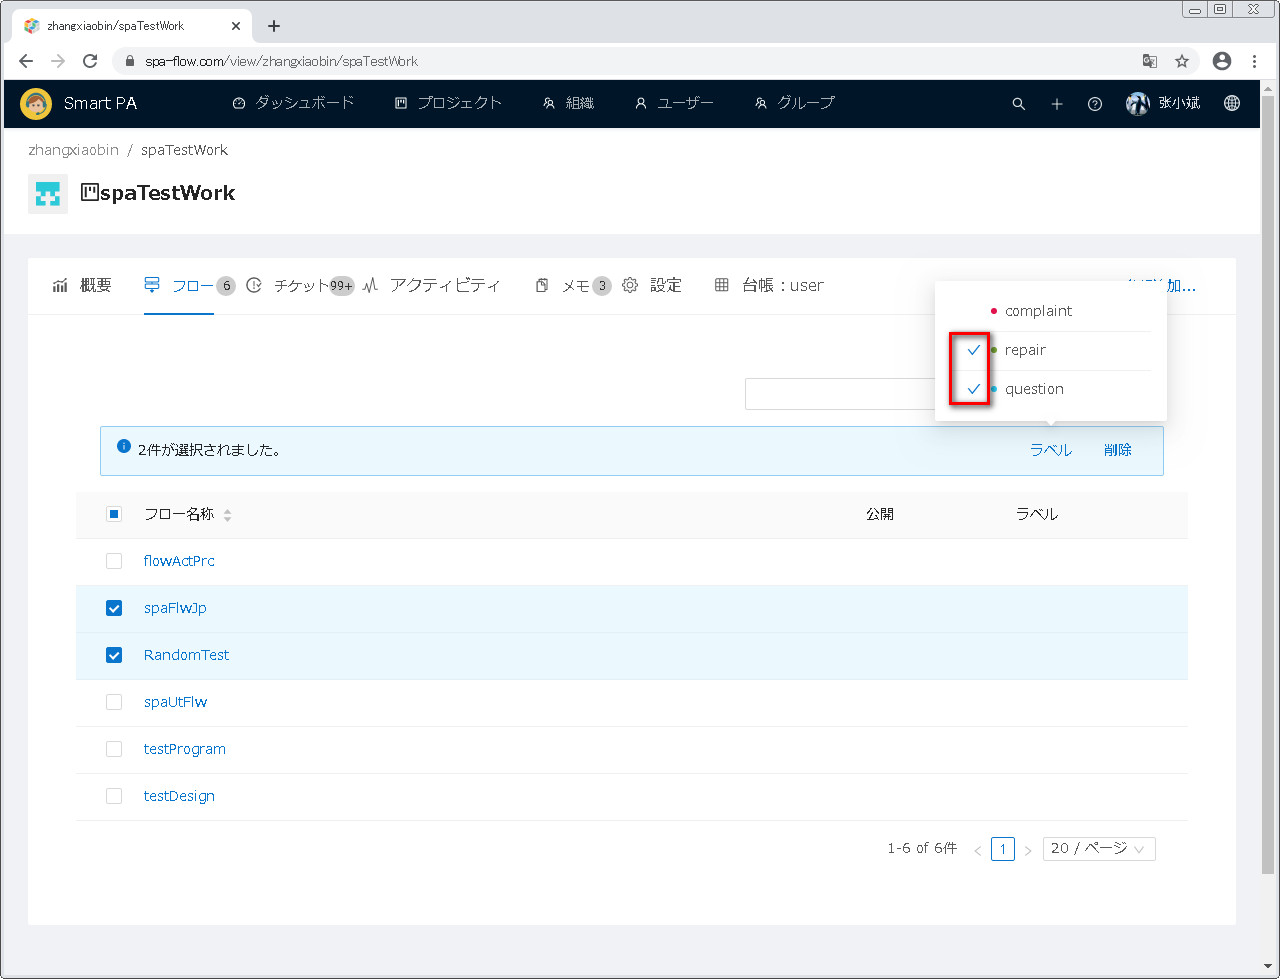 zhangxiaobin/spaTestWork
spa-flow.com/view/zhangxiaobin/spaTestWork
Smart PA ダッシュボード プロジェクト 組織 ユーザー グループ 张小斌
zhangxiaobin / spaTestWork
spaTestWork
概要 フロー 6 チケット 99+ アクティビティ メモ 3 設定 台帳：user 加...
complaint
repair
question
2件が選択されました。 ラベル 削除
フロー名称 公開 ラベル
flowActPrc
spaFlwJp
RandomTest
spaUtFlw
testProgram
testDesign
1-6 of 6件 < 1 > 20 / ページ